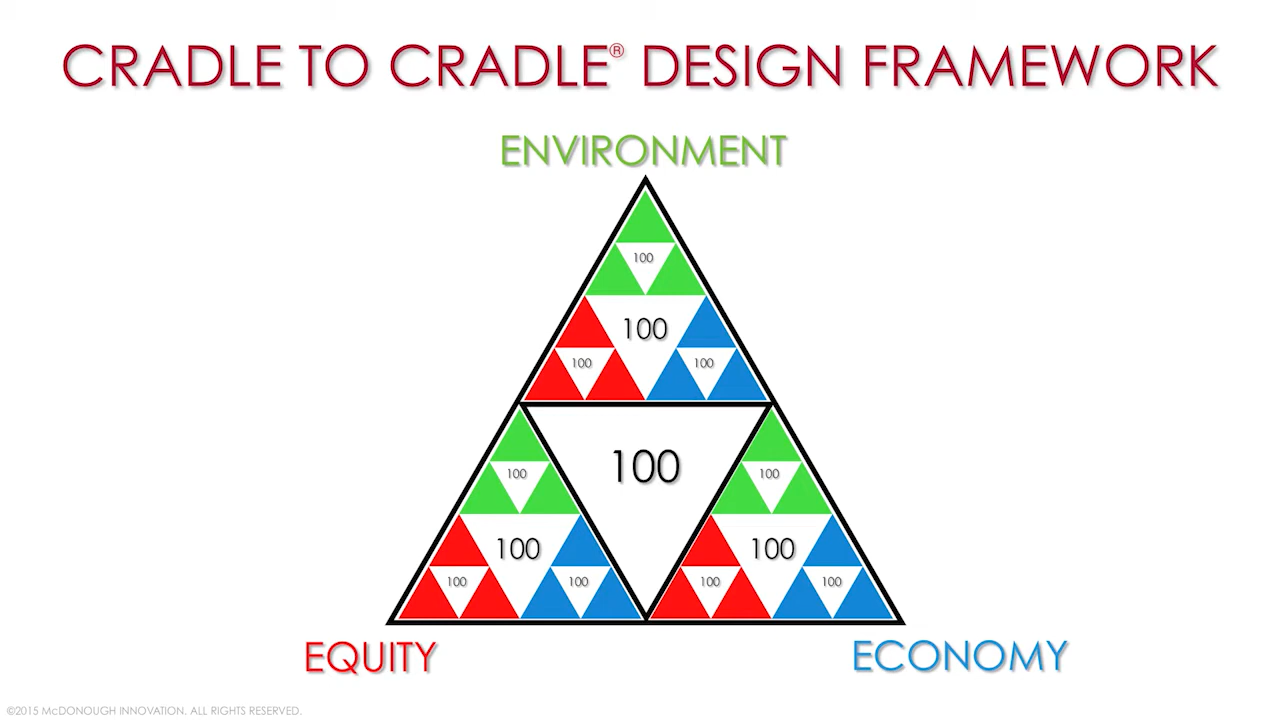 CRADLE TO CRADLE® DESIGN FRAMEWORK
ENVIRONMENT
100
100
100 100
100
100 100
100 100
100 100 100 100
EQUITY ECONOMY
©2015 McDONOUGH INNOVATION. ALL RIGHTS RESERVED.